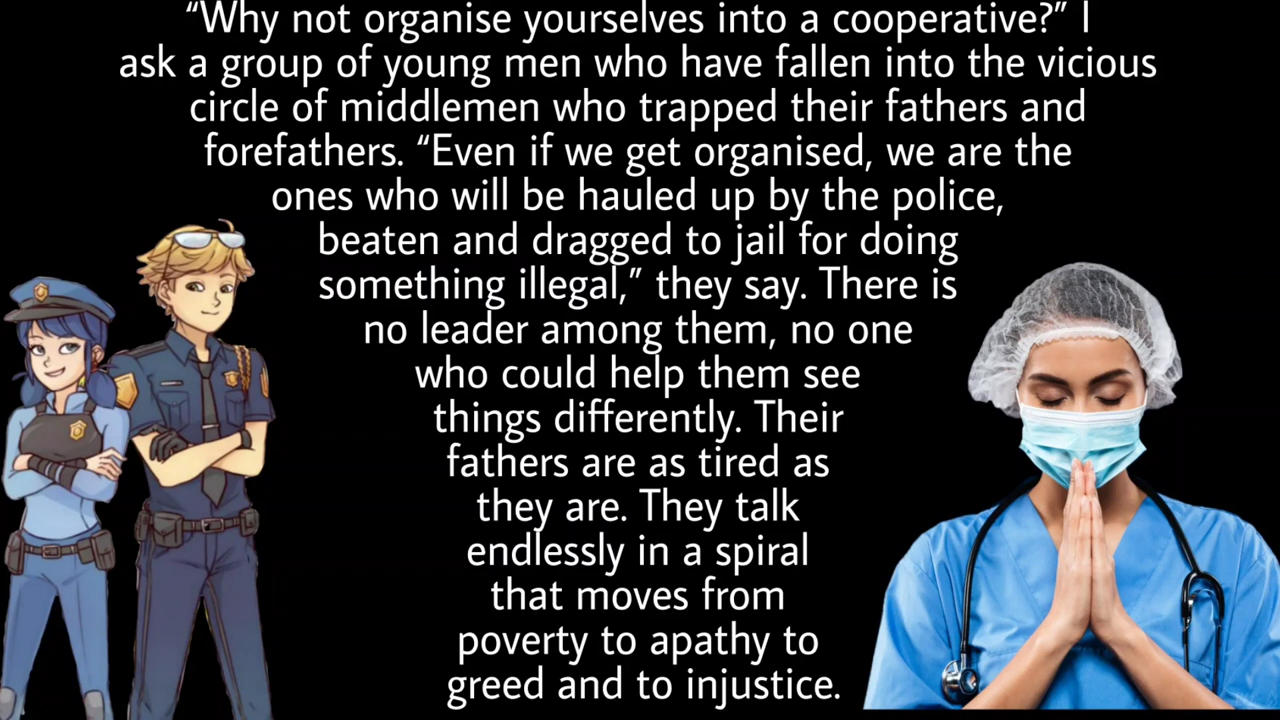 “Why not organise yourselves into a cooperative?” I
ask a group of young men who have fallen into the vicious
circle of middlemen who trapped their fathers and
forefathers. “Even if we get organised, we are the
ones who will be hauled up by the police,
beaten and dragged to jail for doing
something illegal,” they say. There is
no leader among them, no one
who could help them see
things differently. Their
fathers are as tired as
they are. They talk
endlessly in a spiral
that moves from
poverty to apathy to
greed and to injustice.